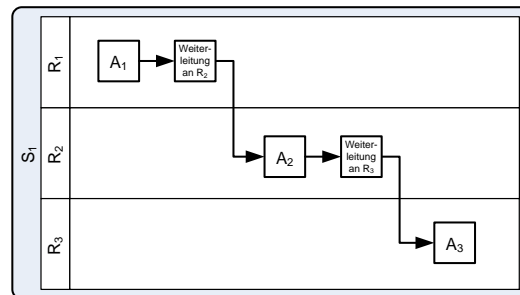 S1
R1
A1
Weiter-
leitung
an R2
R2
A2
Weiter-
leitung
an R3
R3
A3